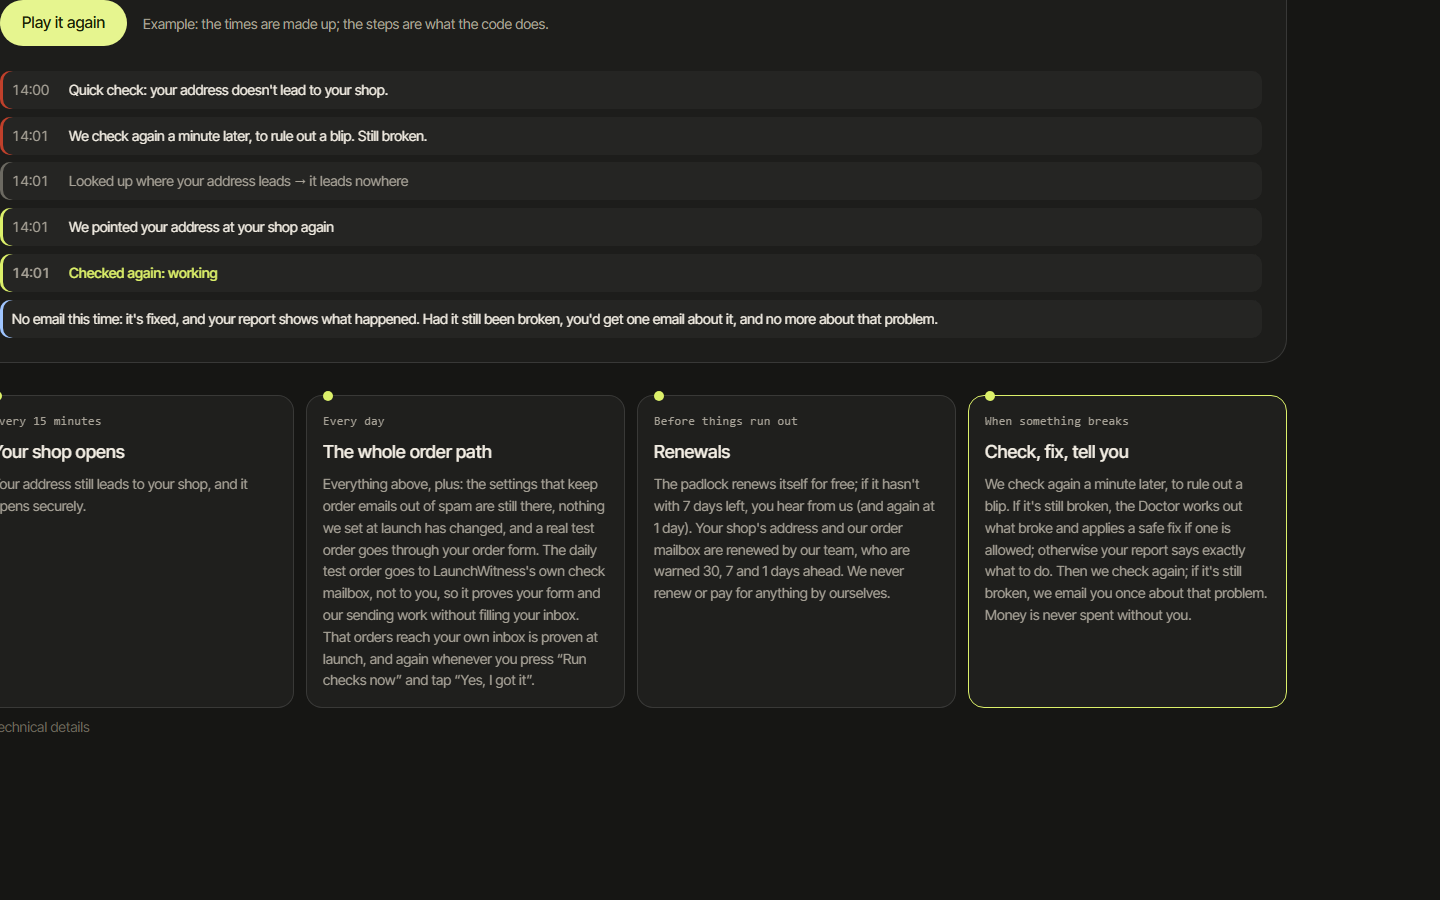 Play it again
Example: the times are made up; the steps are what the code does.
14:00 Quick check: your address doesn't lead to your shop.
14:01 We check again a minute later, to rule out a blip. Still broken.
14:01 Looked up where your address leads → it leads nowhere
14:01 We pointed your address at your shop again
14:01 Checked again: working
No email this time: it's fixed, and your report shows what happened. Had it still been broken, you'd get one email about it, and no more about that problem.
very 15 minutes
Your shop opens
our address still leads to your shop, and it
pens securely.
Every day
The whole order path
Everything above, plus: the settings that keep
order emails out of spam are still there, nothing
we set at launch has changed, and a real test
order goes through your order form. The daily
test order goes to LaunchWitness's own check
mailbox, not to you, so it proves your form and
our sending work without filling your inbox.
That orders reach your own inbox is proven at
launch, and again whenever you press “Run
checks now” and tap “Yes, I got it”.
Before things run out
Renewals
The padlock renews itself for free; if it hasn't
with 7 days left, you hear from us (and again at
1 day). Your shop's address and our order
mailbox are renewed by our team, who are
warned 30, 7 and 1 days ahead. We never
renew or pay for anything by ourselves.
When something breaks
Check, fix, tell you
We check again a minute later, to rule out a
blip. If it's still broken, the Doctor works out
what broke and applies a safe fix if one is
allowed; otherwise your report says exactly
what to do. Then we check again; if it's still
broken, we email you once about that problem.
Money is never spent without you.
echnical details